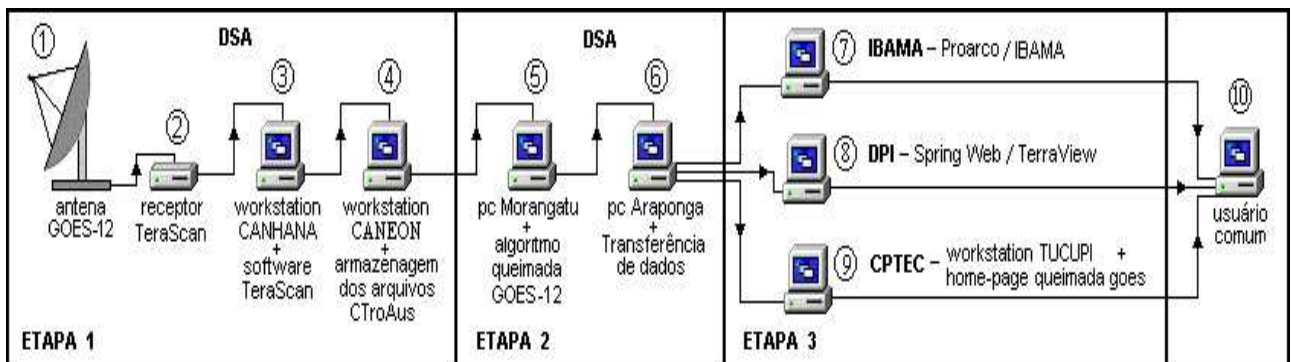 DSA
DSA
①
②
③
④
⑤
⑥
⑦ IBAMA – Proarco / IBAMA
⑧ DPI – Spring Web / TerraView
⑨ CPTEC – workstation TUCUPI +
home-page queimada goes
⑩
antena
GOES-12
receptor
TeraScan
workstation
CANHANA
+
software
TeraScan
workstation
CANEON
+
armazenagem
dos arquivos
CTroAus
pc Morangatu
+
algoritmo
queimada
GOES-12
pc Araponga
+
Transferência
de dados
usuário
comum
ETAPA 1
ETAPA 2
ETAPA 3